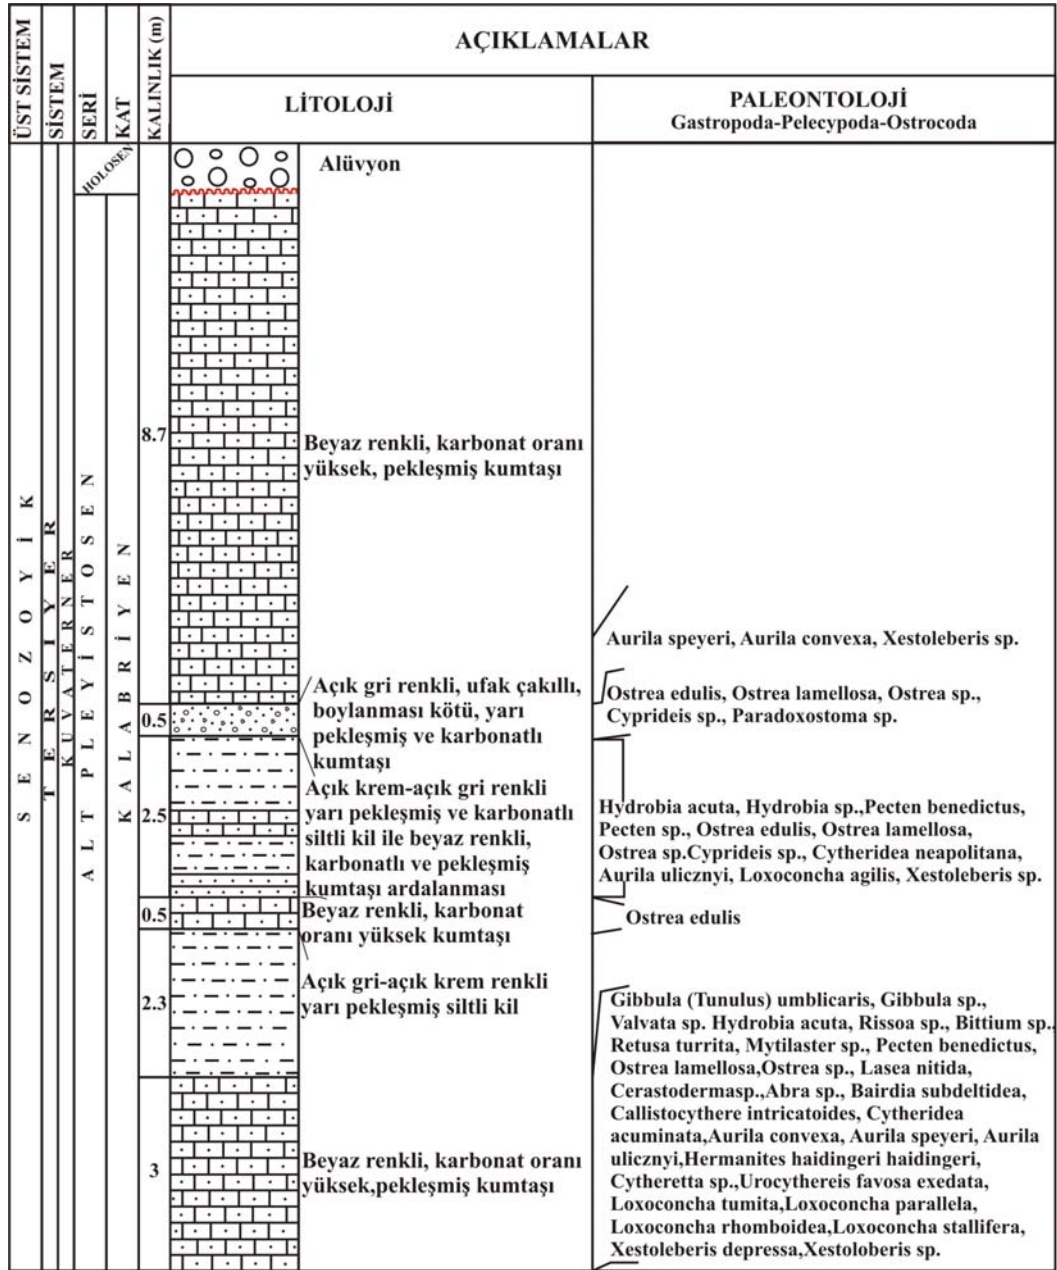 ÜST SİSTEM
SİSTEM
SERİ
KAT
KALINLIK (m)
AÇIKLAMALAR
LİTOLOJİ
PALEONTOLOJİ
Gastropoda-Pelecypoda-Ostrocoda
SENOZOYİK
TERSİYER
KUVATERNER
HOLOSEN
ALT PLEYİSTOSEN
KALABRİYEN
Alüvyon
8.7
Beyaz renkli, karbonat oranı
yüksek, pekleşmiş kumtaşı
Aurila speyeri, Aurila convexa, Xestoleberis sp.
0.5
Açık gri renkli, ufak çakıllı,
boylanması kötü, yarı
pekleşmiş ve karbonatlı
kumtaşı
Ostrea edulis, Ostrea lamellosa, Ostrea sp.,
Cyprideis sp., Paradoxostoma sp.
2.5
Açık krem-açık gri renkli
yarı pekleşmiş ve karbonatlı
siltli kil ile beyaz renkli,
karbonatlı ve pekleşmiş
kumtaşı ardalanması
Hydrobia acuta, Hydrobia sp.,Pecten benedictus,
Pecten sp., Ostrea edulis, Ostrea lamellosa,
Ostrea sp.Cyprideis sp., Cytheridea neapolitana,
Aurila ulicznyi, Loxoconcha agilis, Xestoleberis sp.
0.5
Beyaz renkli, karbonat
oranı yüksek kumtaşı
Ostrea edulis
2.3
Açık gri-açık krem renkli
yarı pekleşmiş siltli kil
3
Beyaz renkli, karbonat oranı
yüksek,pekleşmiş kumtaşı
Gibbula (Tunulus) umblicaris, Gibbula sp.,
Valvata sp. Hydrobia acuta, Rissoa sp., Bittium sp.,
Retusa turrita, Mytilaster sp., Pecten benedictus,
Ostrea lamellosa,Ostrea sp., Lasea nitida,
Cerastodermasp.,Abra sp., Bairdia subdeltidea,
Callistocythere intricatoides, Cytheridea
acuminata,Aurila convexa, Aurila speyeri, Aurila
ulicznyi,Hermanites haidingeri haidingeri,
Cytheretta sp.,Urocythereis favosa exedata,
Loxoconcha tumita,Loxoconcha parallela,
Loxoconcha rhomboidea,Loxoconcha stallifera,
Xestoleberis depressa,Xestoloberis sp.